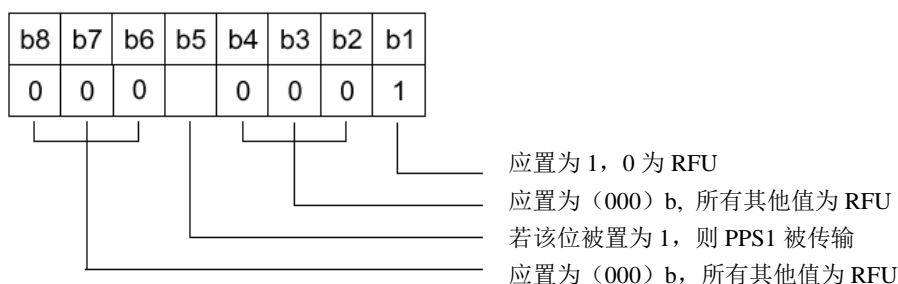 b8 b7 b6 b5 b4 b3 b2 b1
0 0 0 0 0 0 1
应置为 1，0 为 RFU
应置为（000）b, 所有其他值为 RFU
若该位被置为 1，则 PPS1 被传输
应置为（000）b，所有其他值为 RFU